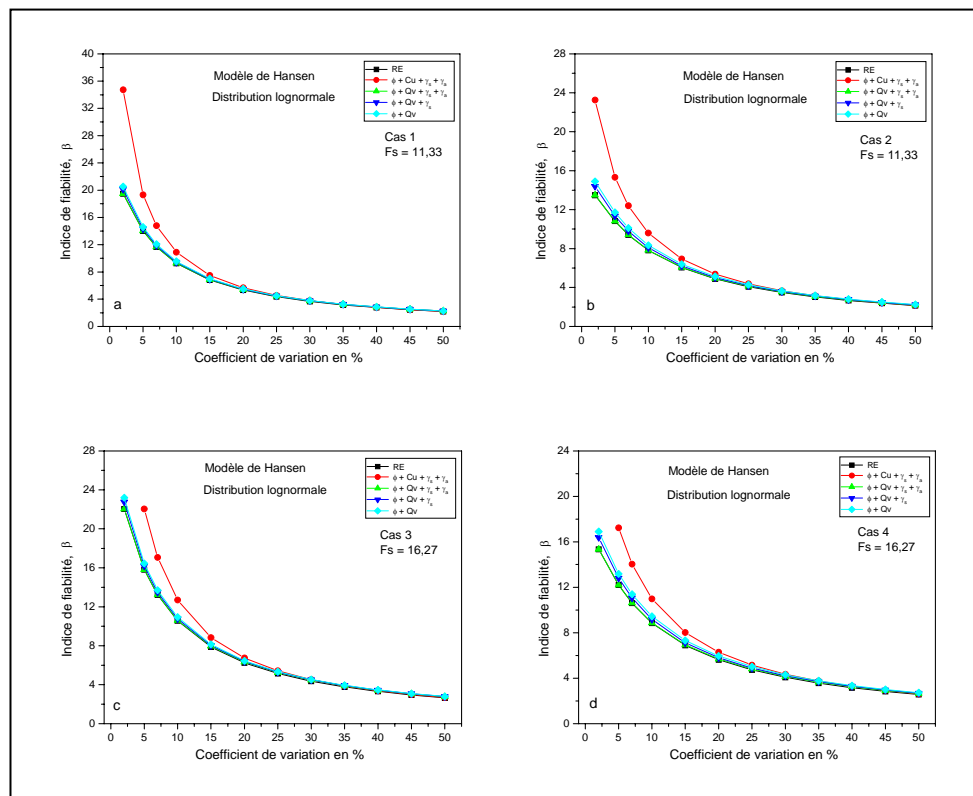 40
36
32
28
24
20
16
12
8
4
0
Indice de fiabilité, β
Modèle de Hansen
Distribution lognormale
RE
ϕ + Cu + γs + γa
ϕ + Qv + γs + γa
ϕ + Qv + γs
ϕ + Qv
Cas 1
Fs = 11,33
a
0 5 10 15 20 25 30 35 40 45 50
Coefficient de variation en %
28
24
20
16
12
8
4
0
Indice de fiabilité, β
Modèle de Hansen
Distribution lognormale
RE
ϕ + Cu + γs + γa
ϕ + Qv + γs + γa
ϕ + Qv + γs
ϕ + Qv
Cas 2
Fs = 11,33
b
0 5 10 15 20 25 30 35 40 45 50
Coefficient de variation en %
28
24
20
16
12
8
4
0
Indice de fiabilité, β
Modèle de Hansen
Distribution lognormale
RE
ϕ + Cu + γs + γa
ϕ + Qv + γs + γa
ϕ + Qv + γs
ϕ + Qv
Cas 3
Fs = 16,27
c
0 5 10 15 20 25 30 35 40 45 50
Coefficient de variation en %
24
20
16
12
8
4
0
Indice de fiabilité, β
Modèle de Hansen
Distribution lognormale
RE
ϕ + Cu + γs + γa
ϕ + Qv + γs + γa
ϕ + Qv + γs
ϕ + Qv
Cas 4
Fs = 16,27
d
0 5 10 15 20 25 30 35 40 45 50
Coefficient de variation en %